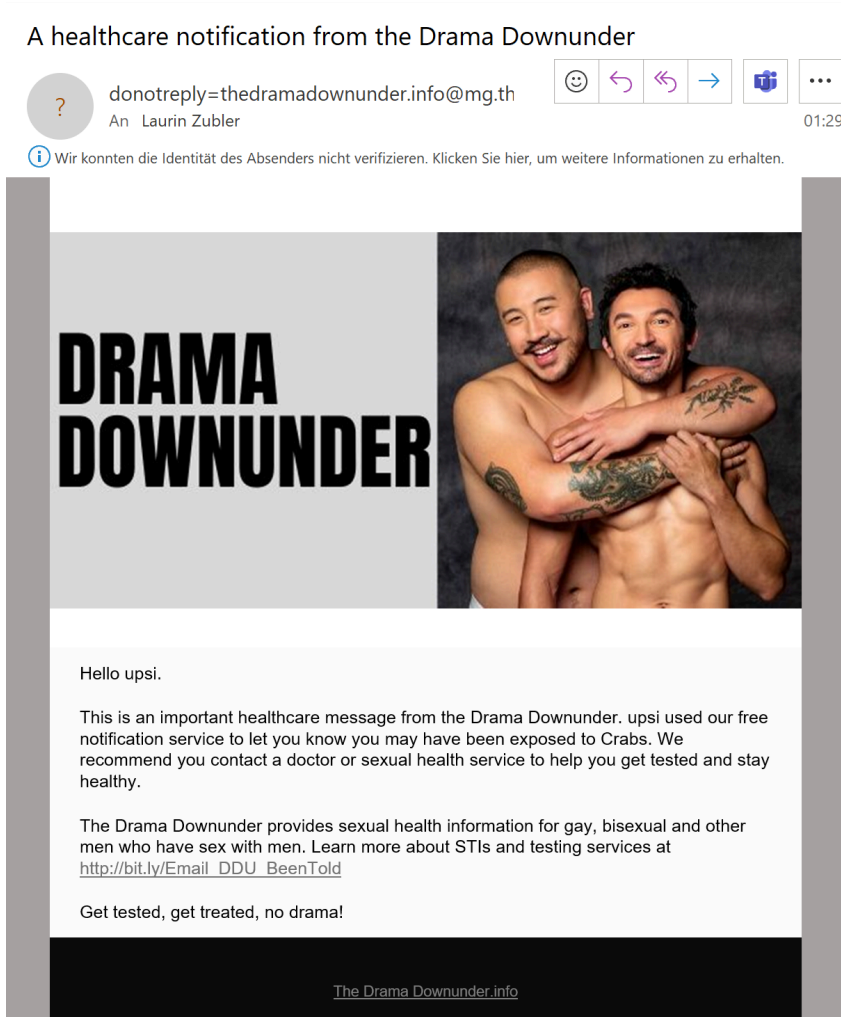 A healthcare notification from the Drama Downunder
?
donotreply=thedramadownunder.info@mg.th
An Laurin Zubler
01:29
Wir konnten die Identität des Absenders nicht verifizieren. Klicken Sie hier, um weitere Informationen zu erhalten.
DRAMA
DOWNUNDER
Hello upsi.
This is an important healthcare message from the Drama Downunder. upsi used our free
notification service to let you know you may have been exposed to Crabs. We
recommend you contact a doctor or sexual health service to help you get tested and stay
healthy.
The Drama Downunder provides sexual health information for gay, bisexual and other
men who have sex with men. Learn more about STIs and testing services at
http://bit.ly/Email_DDU_BeenTold
Get tested, get treated, no drama!
The Drama Downunder.info